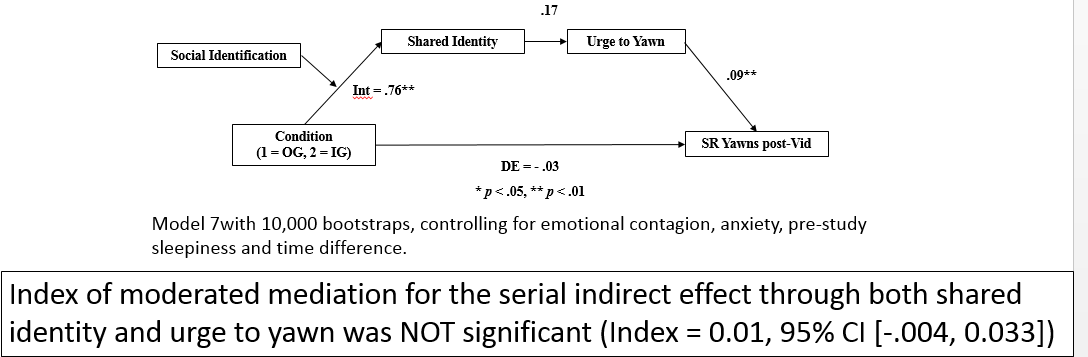 .17
Shared Identity
Urge to Yawn
Social Identification
.09**
Int = .76**
Condition
(1 = OG, 2 = IG)
SR Yawns post-Vid
DE = - .03
* p < .05, ** p < .01
Model 7with 10,000 bootstraps, controlling for emotional contagion, anxiety, pre-study
sleepiness and time difference.
Index of moderated mediation for the serial indirect effect through both shared
identity and urge to yawn was NOT significant (Index = 0.01, 95% CI [-.004, 0.033])